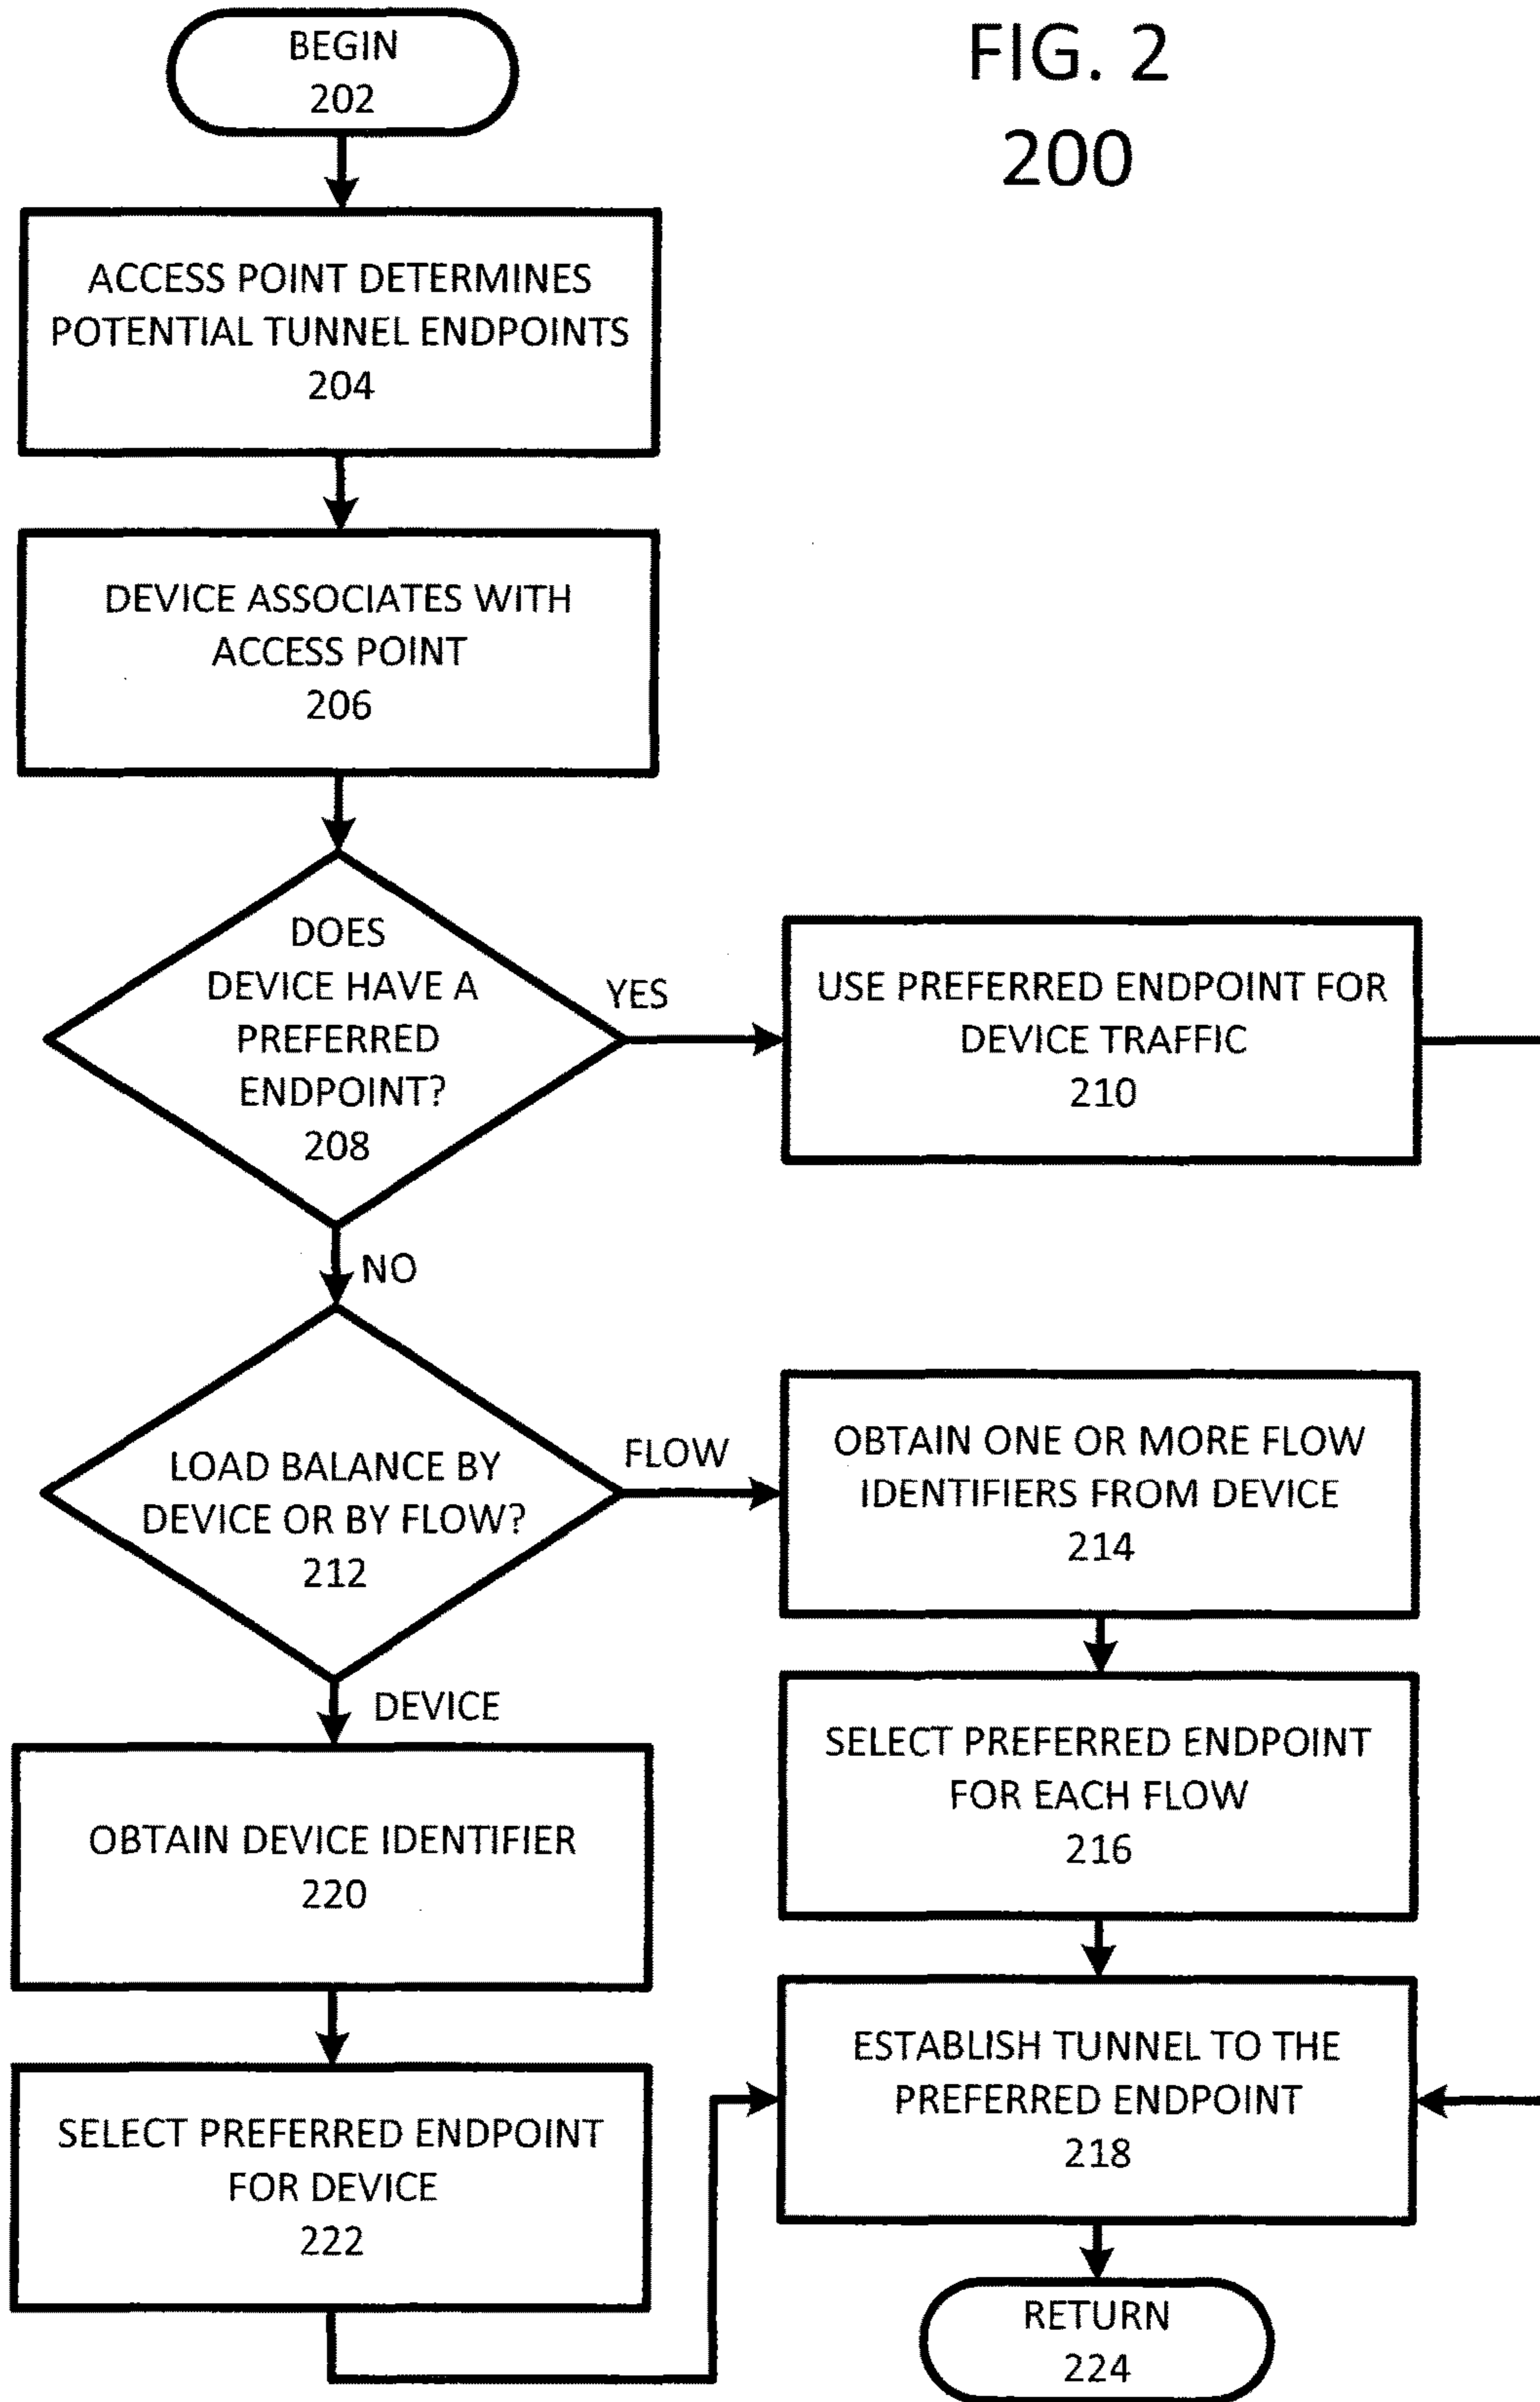 FIG. 2
200
BEGIN
202
ACCESS POINT DETERMINES
POTENTIAL TUNNEL ENDPOINTS
204
DEVICE ASSOCIATES WITH
ACCESS POINT
206
DOES
DEVICE HAVE A
PREFERRED
ENDPOINT?
208
YES
USE PREFERRED ENDPOINT FOR
DEVICE TRAFFIC
210
NO
LOAD BALANCE BY
DEVICE OR BY FLOW?
212
FLOW
OBTAIN ONE OR MORE FLOW
IDENTIFIERS FROM DEVICE
214
SELECT PREFERRED ENDPOINT
FOR EACH FLOW
216
DEVICE
OBTAIN DEVICE IDENTIFIER
220
SELECT PREFERRED ENDPOINT
FOR DEVICE
222
ESTABLISH TUNNEL TO THE
PREFERRED ENDPOINT
218
RETURN
224